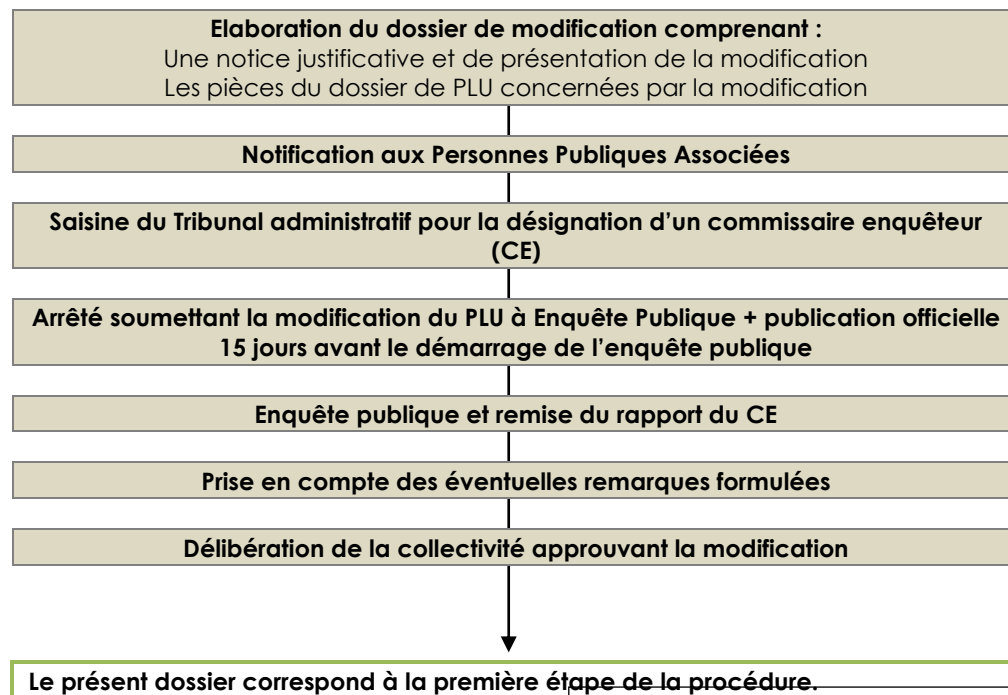 Elaboration du dossier de modification comprenant :
Une notice justificative et de présentation de la modification
Les pièces du dossier de PLU concernées par la modification
Notification aux Personnes Publiques Associées
Saisine du Tribunal administratif pour la désignation d’un commissaire enquêteur
(CE)
Arrêté soumettant la modification du PLU à Enquête Publique + publication officielle
15 jours avant le démarrage de l’enquête publique
Enquête publique et remise du rapport du CE
Prise en compte des éventuelles remarques formulées
Délibération de la collectivité approuvant la modification
Le présent dossier correspond à la première étape de la procédure.